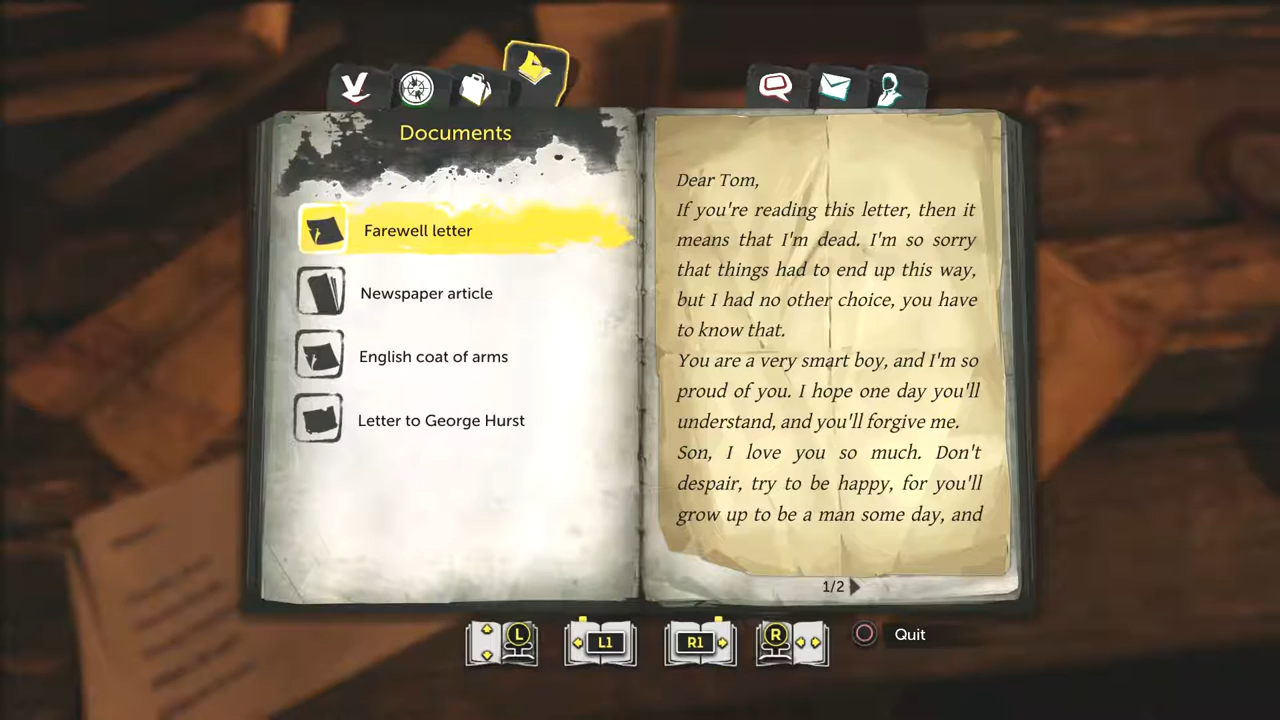 Documents
Farewell letter
Newspaper article
English coat of arms
Letter to George Hurst
Dear Tom,
If you're reading this letter, then it
means that I'm dead. I'm so sorry
that things had to end up this way,
but I had no other choice, you have
to know that.
You are a very smart boy, and I'm so
proud of you. I hope one day you'll
understand, and you'll forgive me.
Son, I love you so much. Don't
despair, try to be happy, for you'll
grow up to be a man some day, and
1/2
L
L1
R1
R
Quit